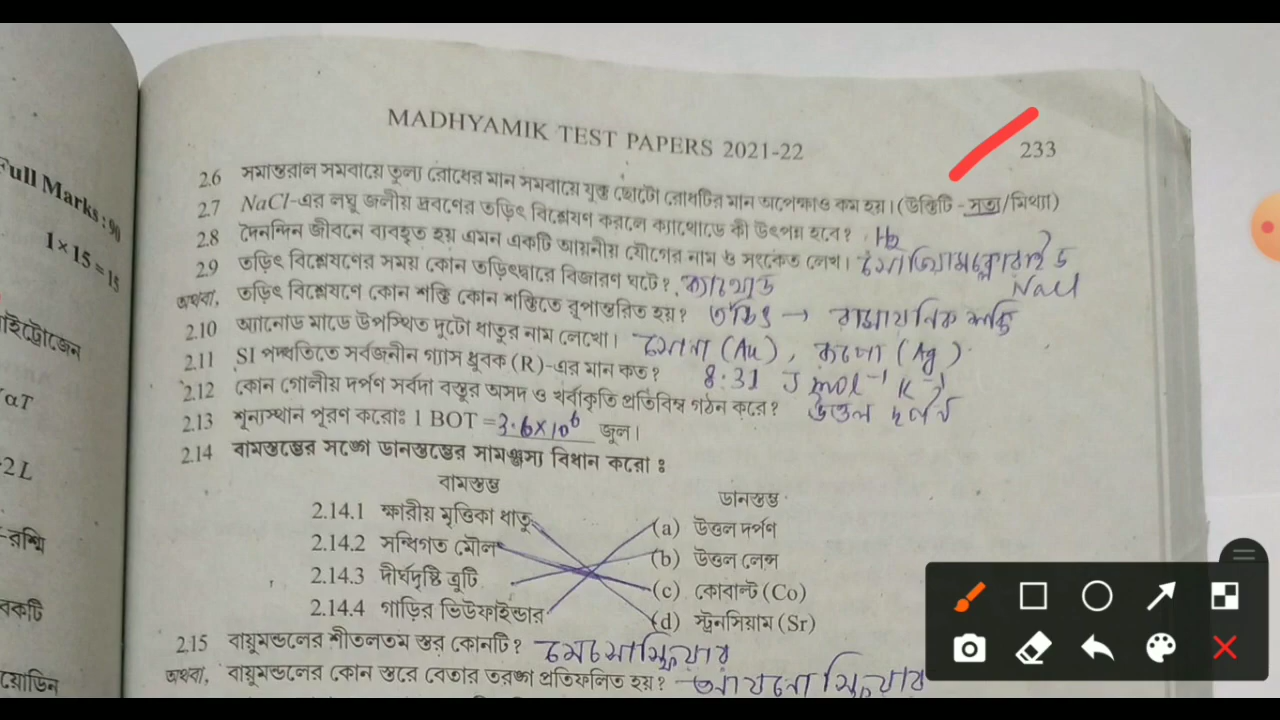 MADHYAMIK TEST PAPERS 2021-22
233
Full Marks : 90
1 × 15 = 15
2.6 সমান্তরাল সমবায়ে তুল্য রোধের মান সমবায়ে যুক্ত ছোটো রোধটির মান অপেক্ষাও কম হয়। (উক্তিটি - সত্য/মিথ্যা)
2.7 NaCl-এর লঘু জলীয় দ্রবণের তড়িৎ বিশ্লেষণ করলে ক্যাথোডে কী উৎপন্ন হবে? H₂
2.8 দৈনন্দিন জীবনে ব্যবহৃত হয় এমন একটি আয়নীয় যৌগের নাম ও সংকেত লেখ। সোডিয়ামক্লোরাইড
NaCl
2.9 তড়িৎ বিশ্লেষণের সময় কোন তড়িৎদ্বারে বিজারণ ঘটে? ক্যাথোড
অথবা, তড়িৎ বিশ্লেষণে কোন শক্তি কোন শক্তিতে রূপান্তরিত হয়? তড়িৎ → রাসায়নিক শক্তি
2.10 অ্যানোড মাডে উপস্থিত দুটো ধাতুর নাম লেখো। সোনা (Au), রূপো (Ag)
2.11 SI পদ্ধতিতে সর্বজনীন গ্যাস ধ্রুবক (R)-এর মান কত? 8.31 J mol⁻¹ K⁻¹
2.12 কোন গোলীয় দর্পণ সর্বদা বস্তুর অসদ ও খর্বাকৃতি প্রতিবিম্ব গঠন করে? উত্তল দর্পণ
2.13 শূন্যস্থান পূরণ করোঃ 1 BOT = 3.6×10⁶ জুল।
2.14 বামস্তম্ভের সঙ্গে ডানস্তম্ভের সামঞ্জস্য বিধান করো ঃ
বামস্তম্ভ
ডানস্তম্ভ
2.14.1 ক্ষারীয় মৃত্তিকা ধাতু
(a) উত্তল দর্পণ
2.14.2 সন্ধিগত মৌল
(b) উত্তল লেন্স
2.14.3 দীর্ঘদৃষ্টি ত্রুটি
(c) কোবাল্ট (Co)
2.14.4 গাড়ির ভিউফাইন্ডার
(d) স্ট্রনসিয়াম (Sr)
2.15 বায়ুমন্ডলের শীতলতম স্তর কোনটি? মেসোস্ফিয়ার
অথবা, বায়ুমন্ডলের কোন স্তরে বেতার তরঙ্গ প্রতিফলিত হয়? আয়নোস্ফিয়ার